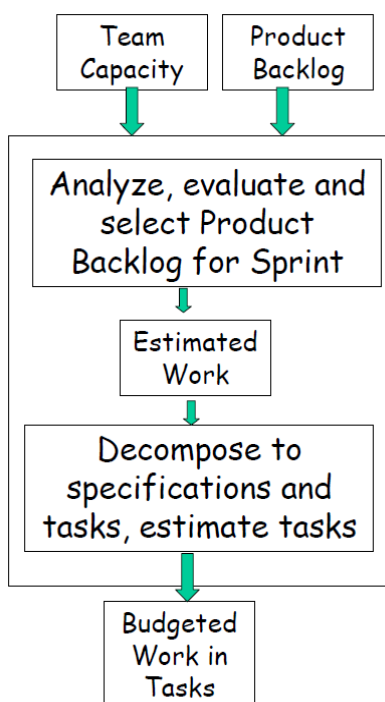 Team
Capacity
Product
Backlog
Analyze, evaluate and
select Product
Backlog for Sprint
Estimated
Work
Decompose to
specifications and
tasks, estimate tasks
Budgeted
Work in
Tasks